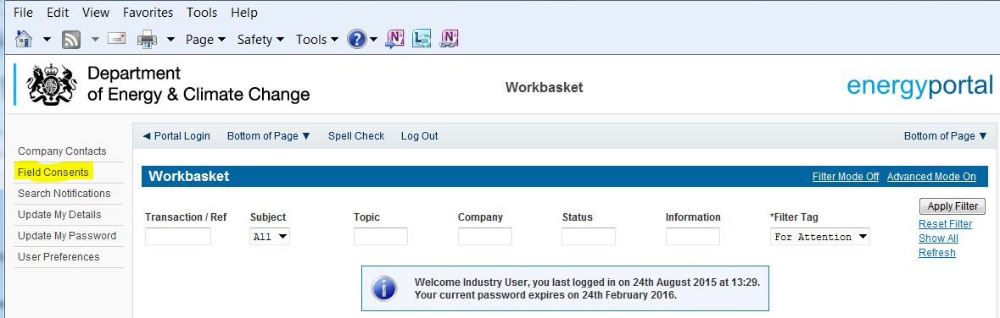 File Edit View Favorites Tools Help
Page Safety Tools
Department
of Energy & Climate Change
Workbasket
energyportal
Portal Login Bottom of Page Spell Check Log Out Bottom of Page
Company Contacts
Field Consents
Search Notifications
Update My Details
Update My Password
User Preferences
Workbasket Filter Mode Off Advanced Mode On
Transaction / Ref Subject Topic Company Status Information *Filter Tag
All For Attention
Apply Filter
Reset Filter
Show All
Refresh
Welcome Industry User, you last logged in on 24th August 2015 at 13:29.
Your current password expires on 24th February 2016.